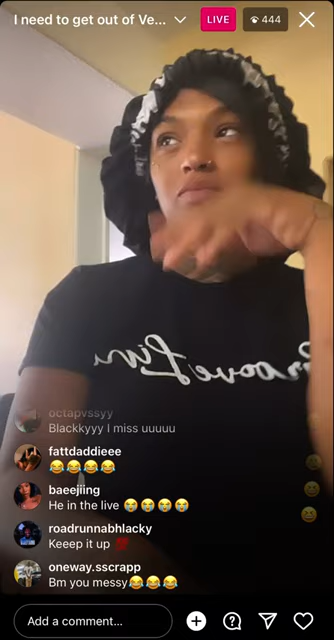 I need to get out of Ve...
LIVE
444
octapvssyy
Blackkyyy I miss uuuuu
fattdaddieee
😂😂😂😂
baeejiing
He in the live 😭😭😭😭
roadrunnabhlacky
Keeep it up 💯
oneway.sscrapp
Bm you messy😂😂😂
Add a comment...